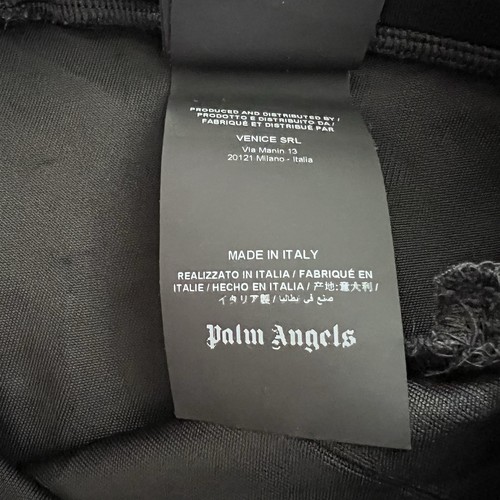 PRODUCED AND DISTRIBUTED BY /
PRODOTTO E DISTRIBUITO DA /
FABRIQUÉ ET DISTRIBUÉ PAR
VENICE SRL
Via Manin 13
20121 Milano - Italia
MADE IN ITALY
REALIZZATO IN ITALIA / FABRIQUÉ EN
ITALIE / HECHO EN ITALIA / 产地:意大利 /
イタリア製 / صنع في بطاليا /
Palm Angels